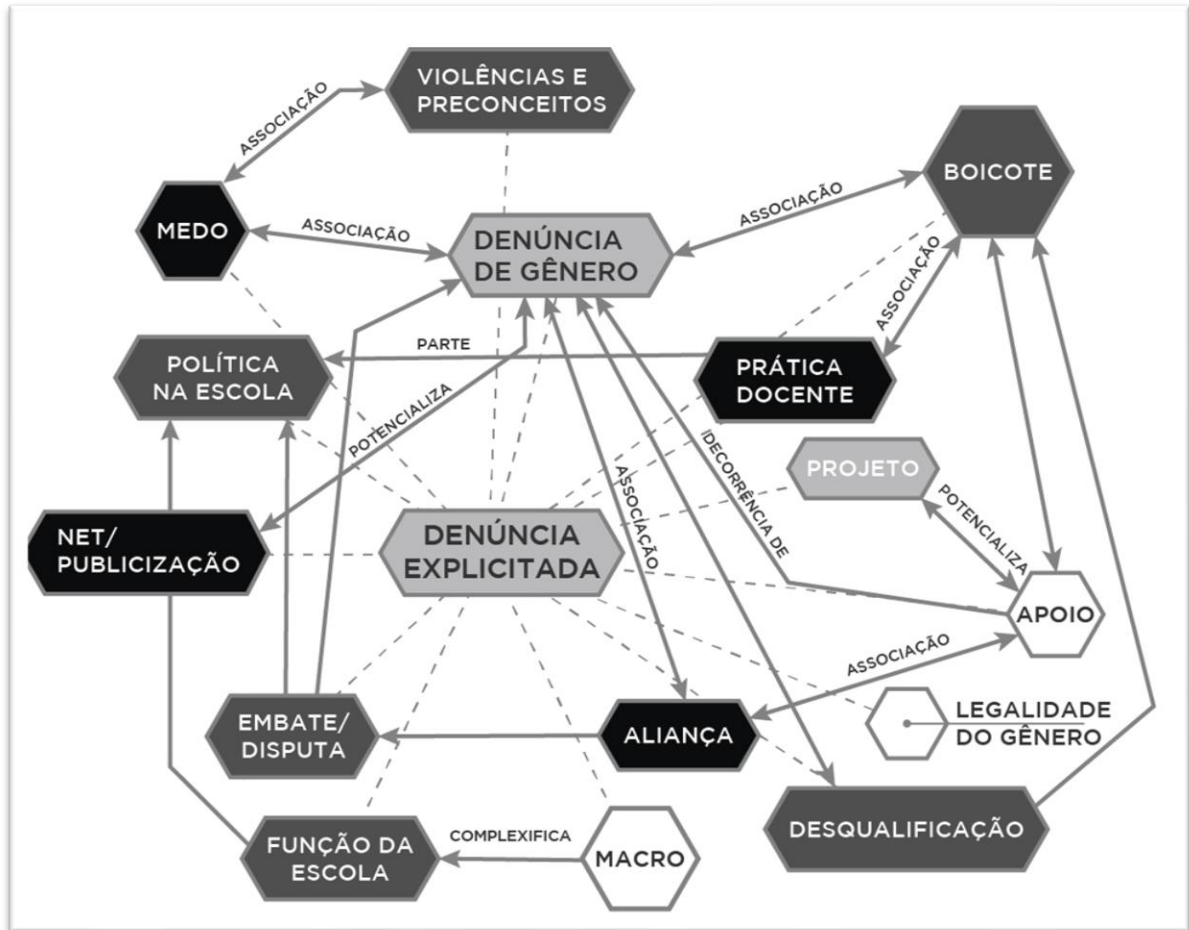 VIOLÊNCIAS E
PRECONCEITOS
ASSOCIAÇÃO
BOICOTE
MEDO
ASSOCIAÇÃO
DENÚNCIA
DE GÊNERO
ASSOCIAÇÃO
ASSOCIAÇÃO
POLÍTICA
NA ESCOLA
PARTE
PRÁTICA
DOCENTE
POTENCIALIZA
ASSOCIAÇÃO
DECORRÊNCIA DE
PROJETO
POTENCIALIZA
NET/
PUBLICIZAÇÃO
DENÚNCIA
EXPLICITADA
APOIO
ASSOCIAÇÃO
EMBATE/
DISPUTA
ALIANÇA
LEGALIDADE
DO GÊNERO
DESQUALIFICAÇÃO
FUNÇÃO DA
ESCOLA
COMPLEXIFICA
MACRO